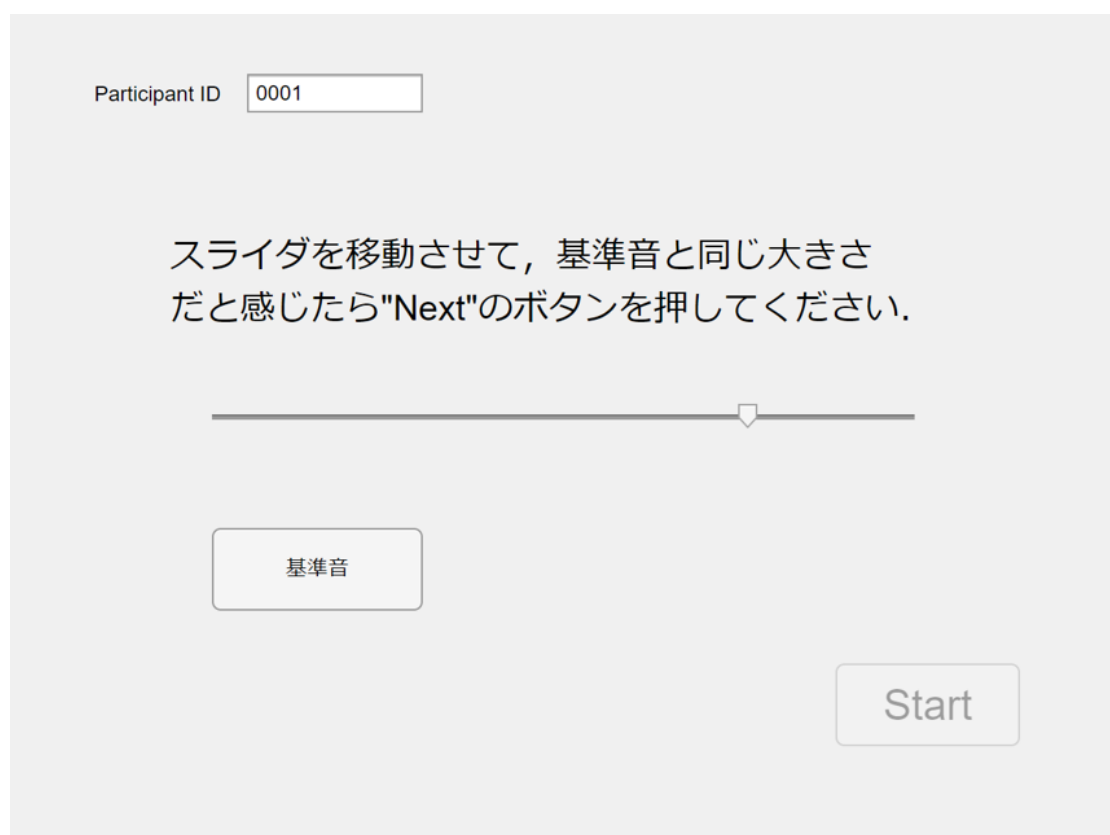 Participant ID 0001
スライダを移動させて，基準音と同じ大きさ
だと感じたら"Next"のボタンを押してください.
基準音
Start